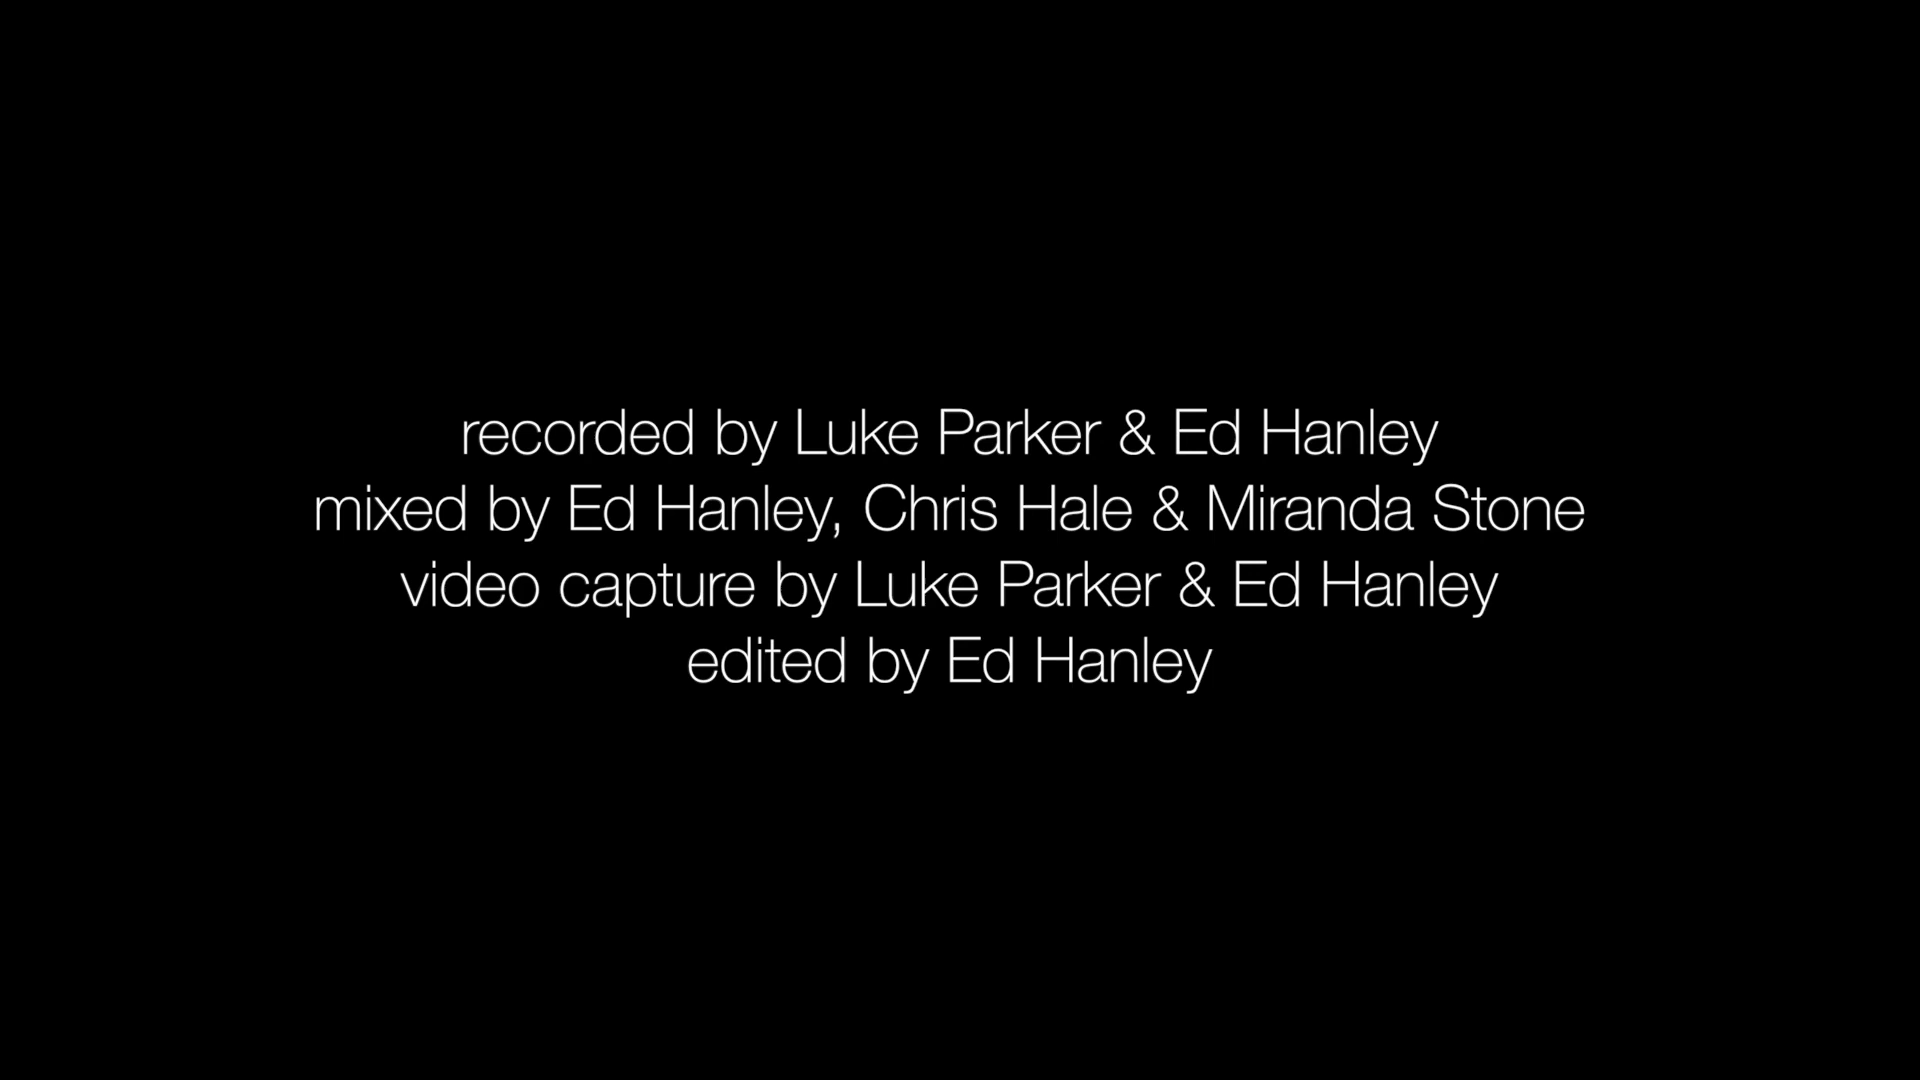 recorded by Luke Parker & Ed Hanley
mixed by Ed Hanley, Chris Hale & Miranda Stone
video capture by Luke Parker & Ed Hanley
edited by Ed Hanley